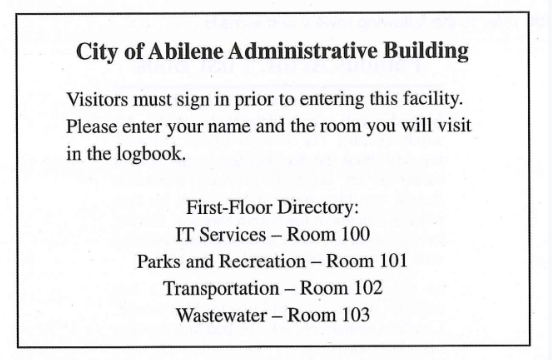 City of Abilene Administrative Building
Visitors must sign in prior to entering this facility.
Please enter your name and the room you will visit
in the logbook.
First-Floor Directory:
IT Services – Room 100
Parks and Recreation – Room 101
Transportation – Room 102
Wastewater – Room 103